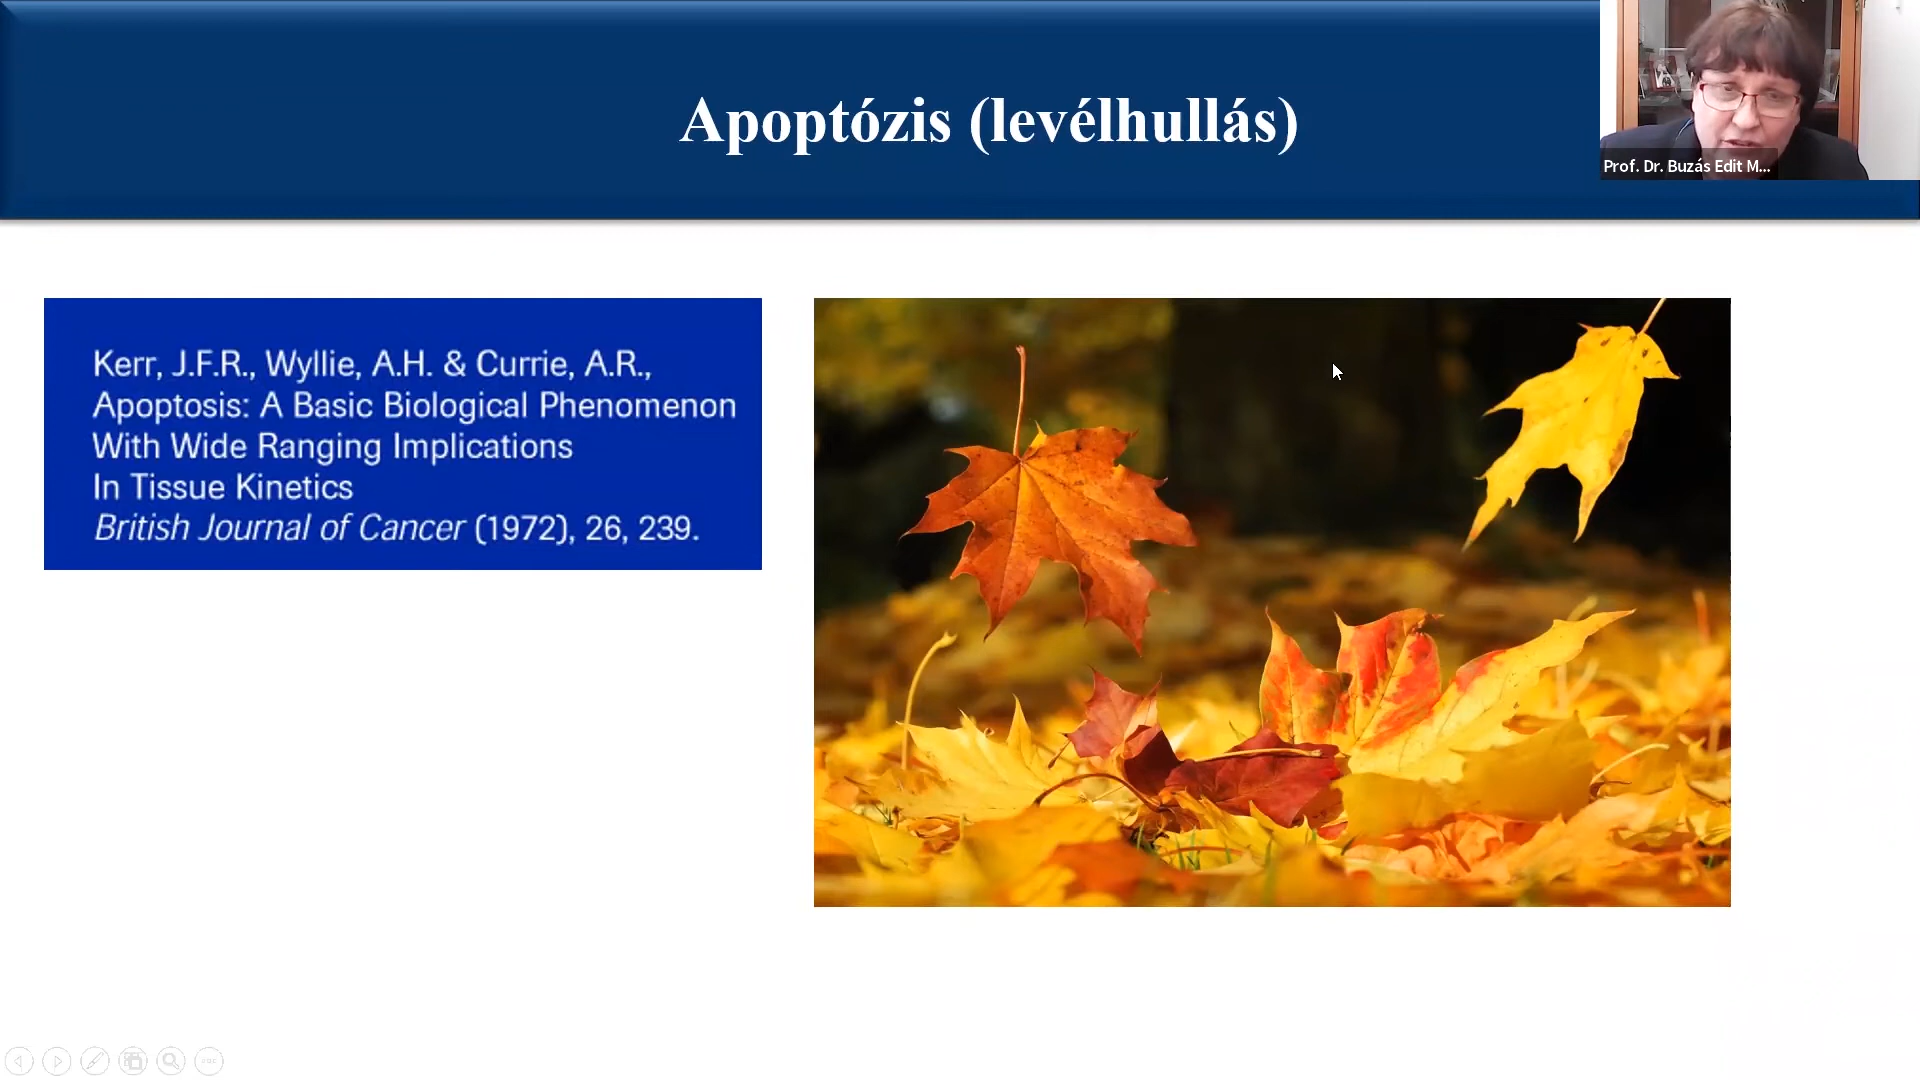 Apoptózis (levélhullás)
Prof. Dr. Buzás Edit M...
Kerr, J.F.R., Wyllie, A.H. & Currie, A.R.,
Apoptosis: A Basic Biological Phenomenon
With Wide Ranging Implications
In Tissue Kinetics
British Journal of Cancer (1972), 26, 239.